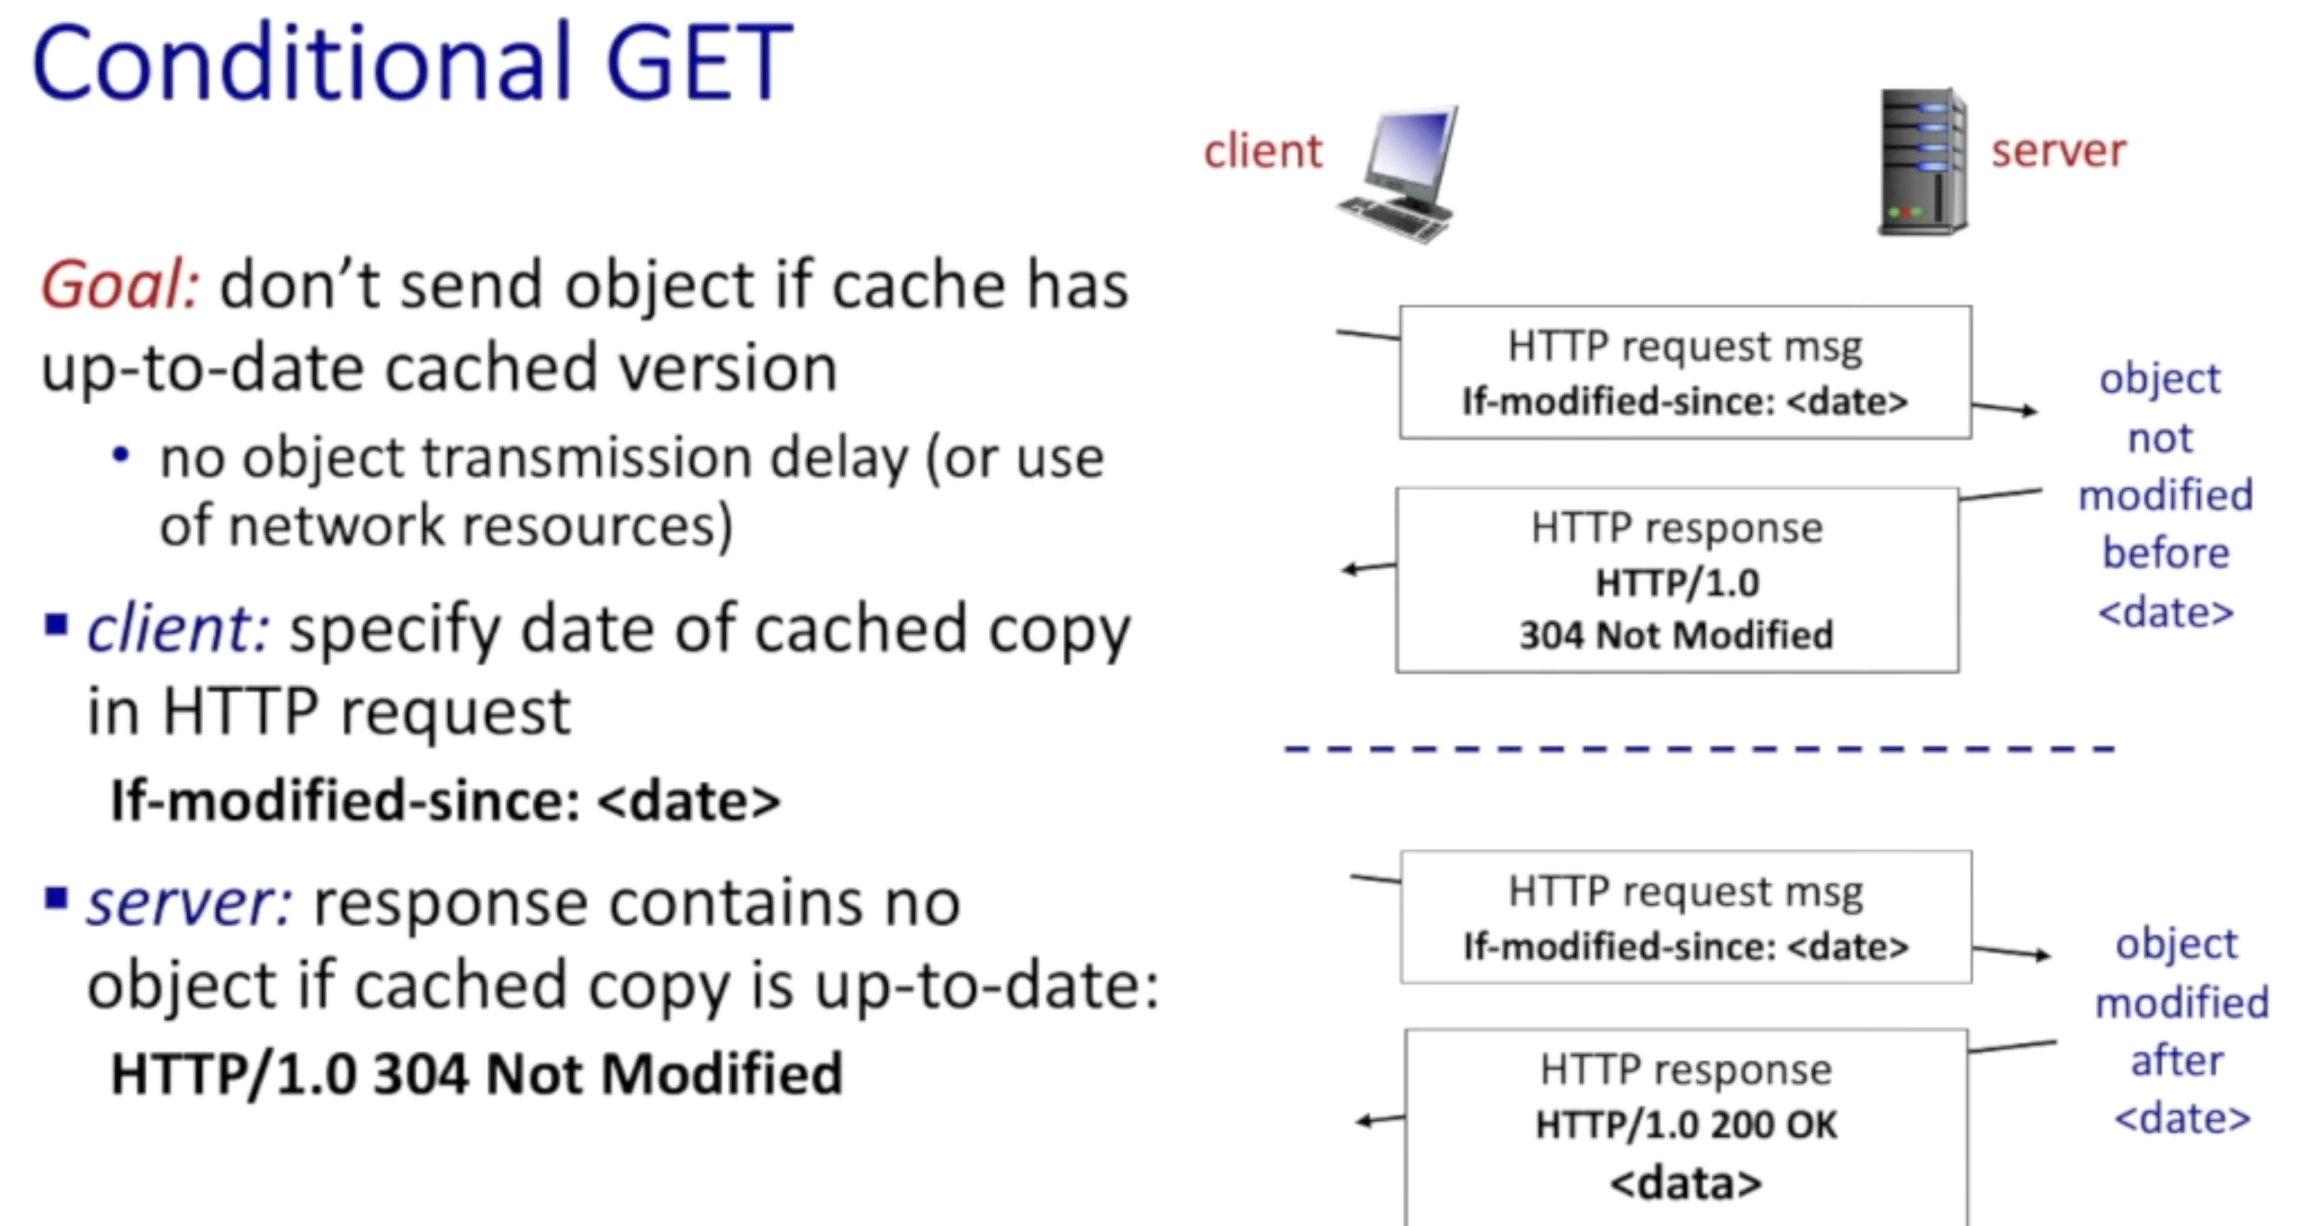 Conditional GET
Goal: don't send object if cache has
up-to-date cached version
• no object transmission delay (or use
of network resources)
▪ client: specify date of cached copy
in HTTP request
If-modified-since: <date>
▪ server: response contains no
object if cached copy is up-to-date:
HTTP/1.0 304 Not Modified
client
server
HTTP request msg
If-modified-since: <date>
object
not
modified
before
<date>
HTTP response
HTTP/1.0
304 Not Modified
HTTP request msg
If-modified-since: <date>
object
modified
after
<date>
HTTP response
HTTP/1.0 200 OK
<data>